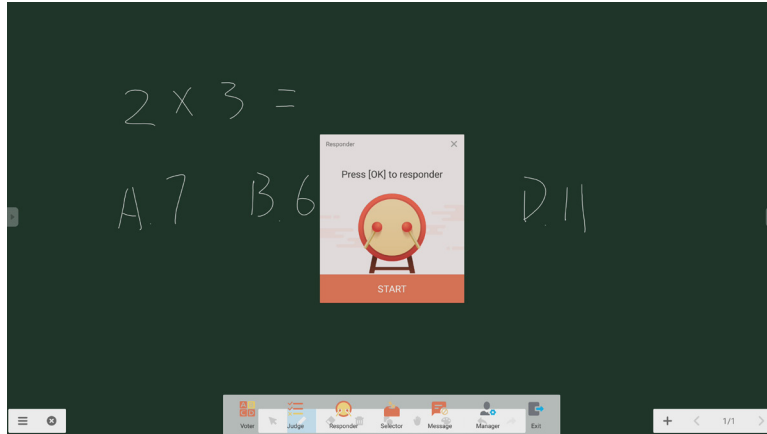 2 × 3 =
Responder
Press [OK] to responder
A.7 B.6 D.11
START
Voter Judge Responder Selector Message Manager Exit
1/1